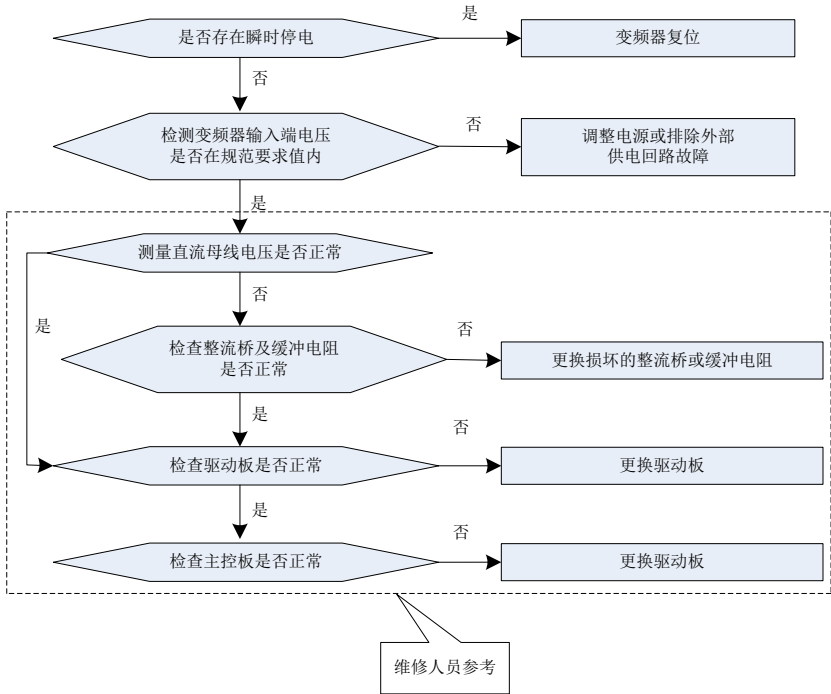 是否存在瞬时停电
是
变频器复位
否
检测变频器输入端电压
是否在规范要求值内
否
调整电源或排除外部
供电回路故障
是
测量直流母线电压是否正常
是
否
检查整流桥及缓冲电阻
是否正常
否
更换损坏的整流桥或缓冲电阻
是
检查驱动板是否正常
否
更换驱动板
是
检查主控板是否正常
否
更换驱动板
维修人员参考